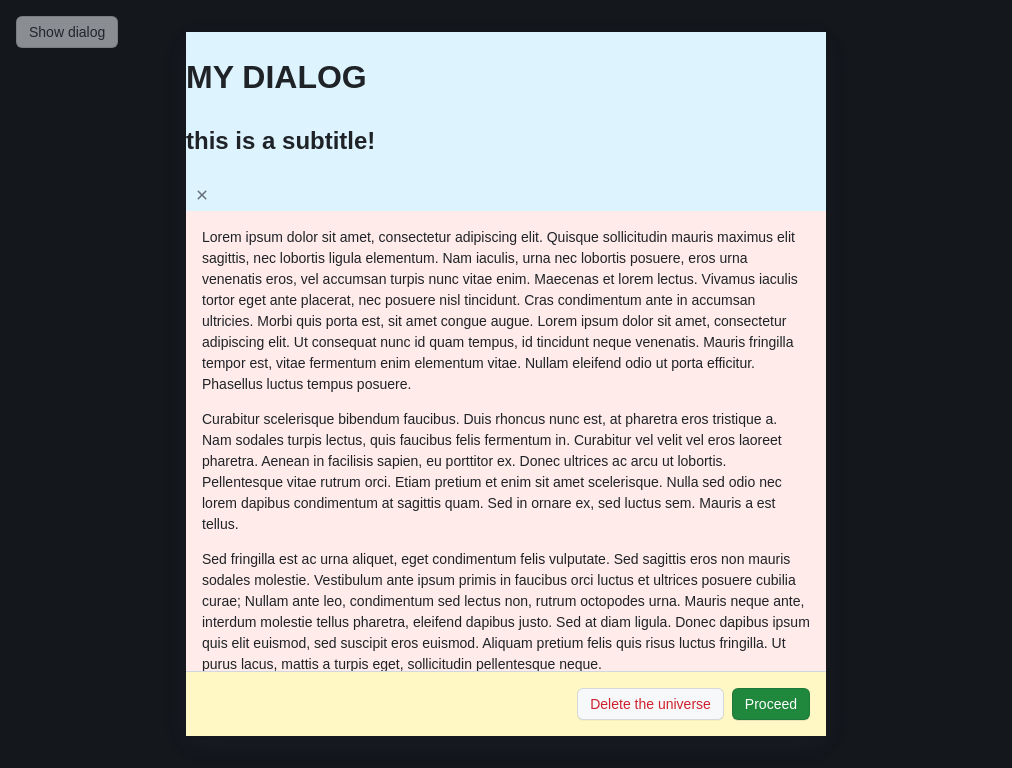 Show dialog
MY DIALOG
this is a subtitle!
×
Lorem ipsum dolor sit amet, consectetur adipiscing elit. Quisque sollicitudin mauris maximus elit
sagittis, nec lobortis ligula elementum. Nam iaculis, urna nec lobortis posuere, eros urna
venenatis eros, vel accumsan turpis nunc vitae enim. Maecenas et lorem lectus. Vivamus iaculis
tortor eget ante placerat, nec posuere nisl tincidunt. Cras condimentum ante in accumsan
ultricies. Morbi quis porta est, sit amet congue augue. Lorem ipsum dolor sit amet, consectetur
adipiscing elit. Ut consequat nunc id quam tempus, id tincidunt neque venenatis. Mauris fringilla
tempor est, vitae fermentum enim elementum vitae. Nullam eleifend odio ut porta efficitur.
Phasellus luctus tempus posuere.
Curabitur scelerisque bibendum faucibus. Duis rhoncus nunc est, at pharetra eros tristique a.
Nam sodales turpis lectus, quis faucibus felis fermentum in. Curabitur vel velit vel eros laoreet
pharetra. Aenean in facilisis sapien, eu porttitor ex. Donec ultrices ac arcu ut lobortis.
Pellentesque vitae rutrum orci. Etiam pretium et enim sit amet scelerisque. Nulla sed odio nec
lorem dapibus condimentum at sagittis quam. Sed in ornare ex, sed luctus sem. Mauris a est
tellus.
Sed fringilla est ac urna aliquet, eget condimentum felis vulputate. Sed sagittis eros non mauris
sodales molestie. Vestibulum ante ipsum primis in faucibus orci luctus et ultrices posuere cubilia
curae; Nullam ante leo, condimentum sed lectus non, rutrum octopodes urna. Mauris neque ante,
interdum molestie tellus pharetra, eleifend dapibus justo. Sed at diam ligula. Donec dapibus ipsum
quis elit euismod, sed suscipit eros euismod. Aliquam pretium felis quis risus luctus fringilla. Ut
purus lacus, mattis a turpis eget, sollicitudin pellentesque neque.
Delete the universe
Proceed